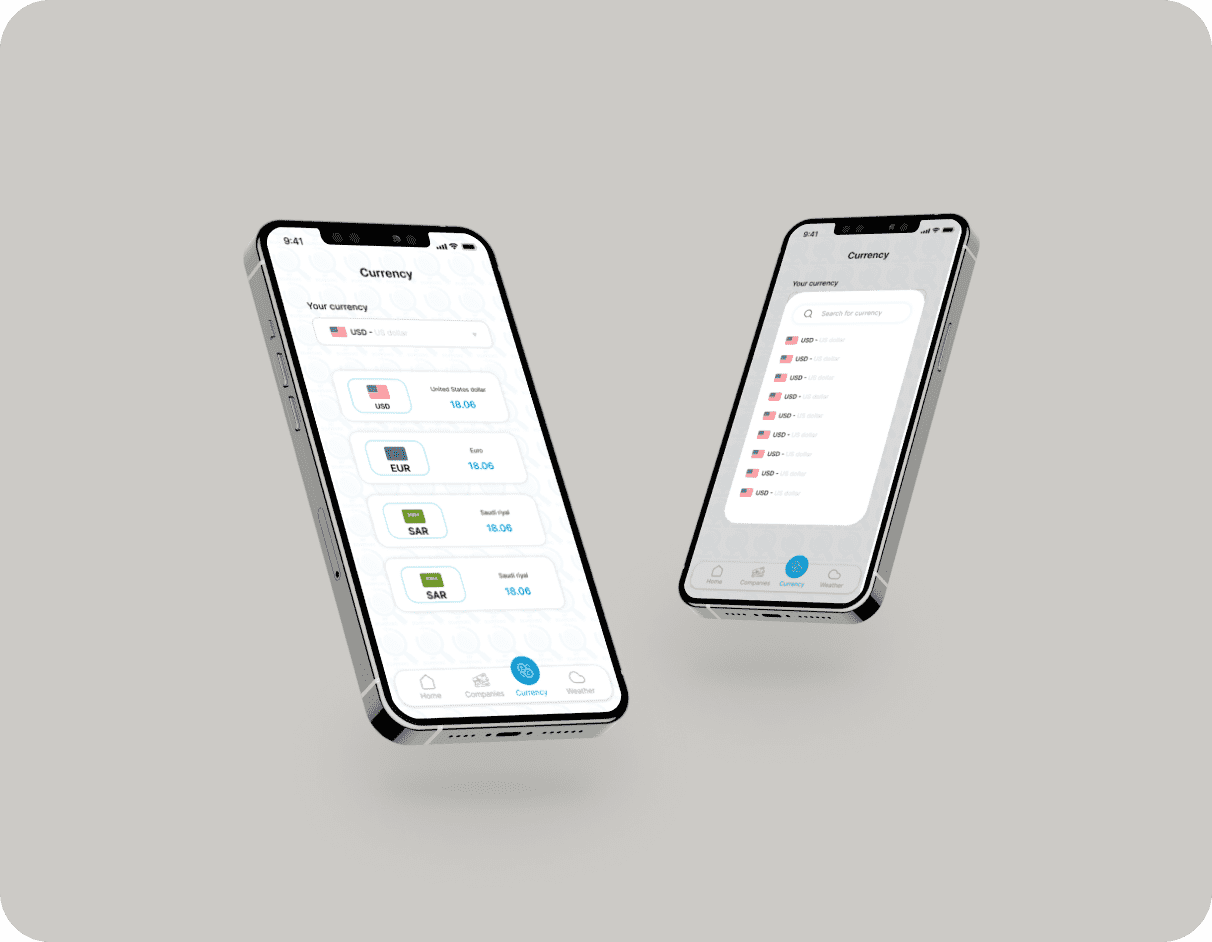 9:41
Currency
Your currency
USD - US dollar
USD
United States dollar
18.06
EUR
Euro
18.06
SAR
Saudi riyal
18.06
SAR
Saudi riyal
18.06
Home
Companies
Currency
Weather
9:41
Currency
Your currency
Search for currency
USD - US dollar
USD - US dollar
USD - US dollar
USD - US dollar
USD - US dollar
USD - US dollar
USD - US dollar
USD - US dollar
USD - US dollar
Home
Companies
Currency
Weather